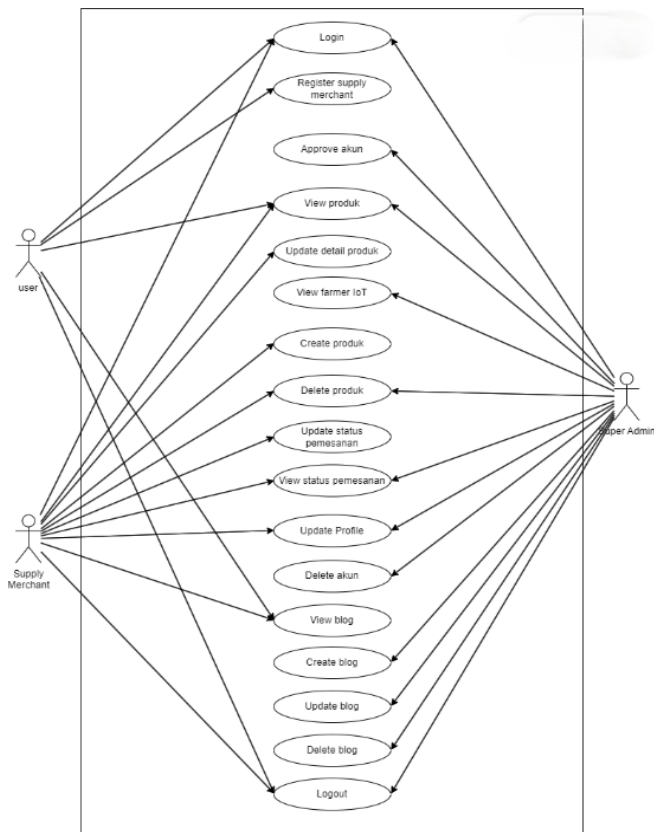 Login
Register supply
merchant
Approve akun
View produk
user
Update detail produk
View farmer IoT
Create produk
Delete produk
Super Admin
Update status
pemesanan
View status pemesanan
Update Profile
Supply
Merchant
Delete akun
View blog
Create blog
Update blog
Delete blog
Logout